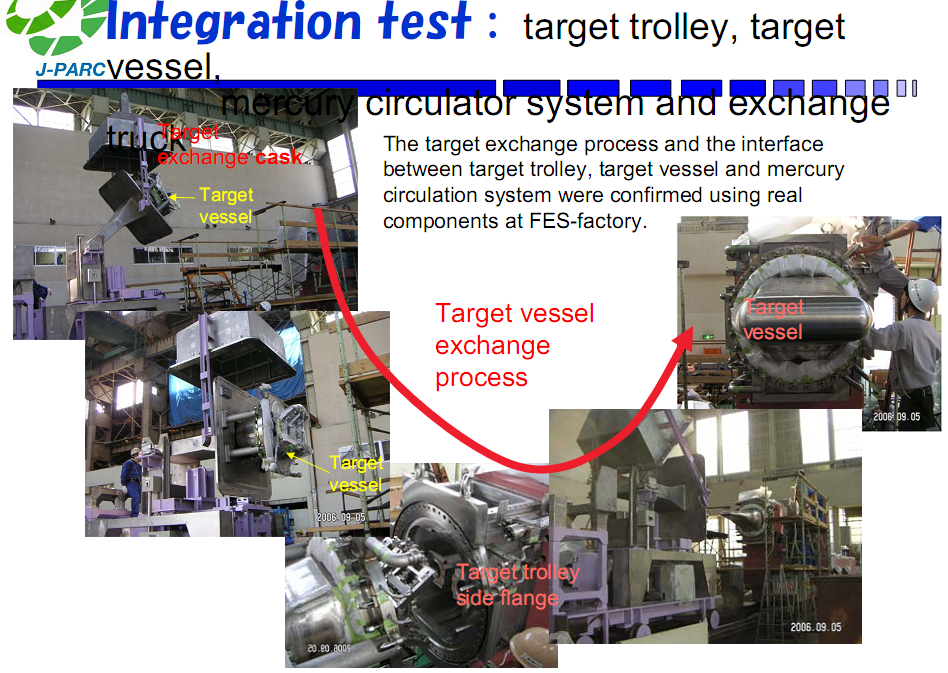 Integration test : target trolley, target
J-PARC vessel,
mercury circulator system and exchange
truck
Target
exchange cask
Target
vessel
The target exchange process and the interface
between target trolley, target vessel and mercury
circulation system were confirmed using real
components at FES-factory.
Target vessel
exchange
process
Target
vessel
2006.09.05
Target
vessel
2006.09.05
Target trolley
side flange
2006.09.05